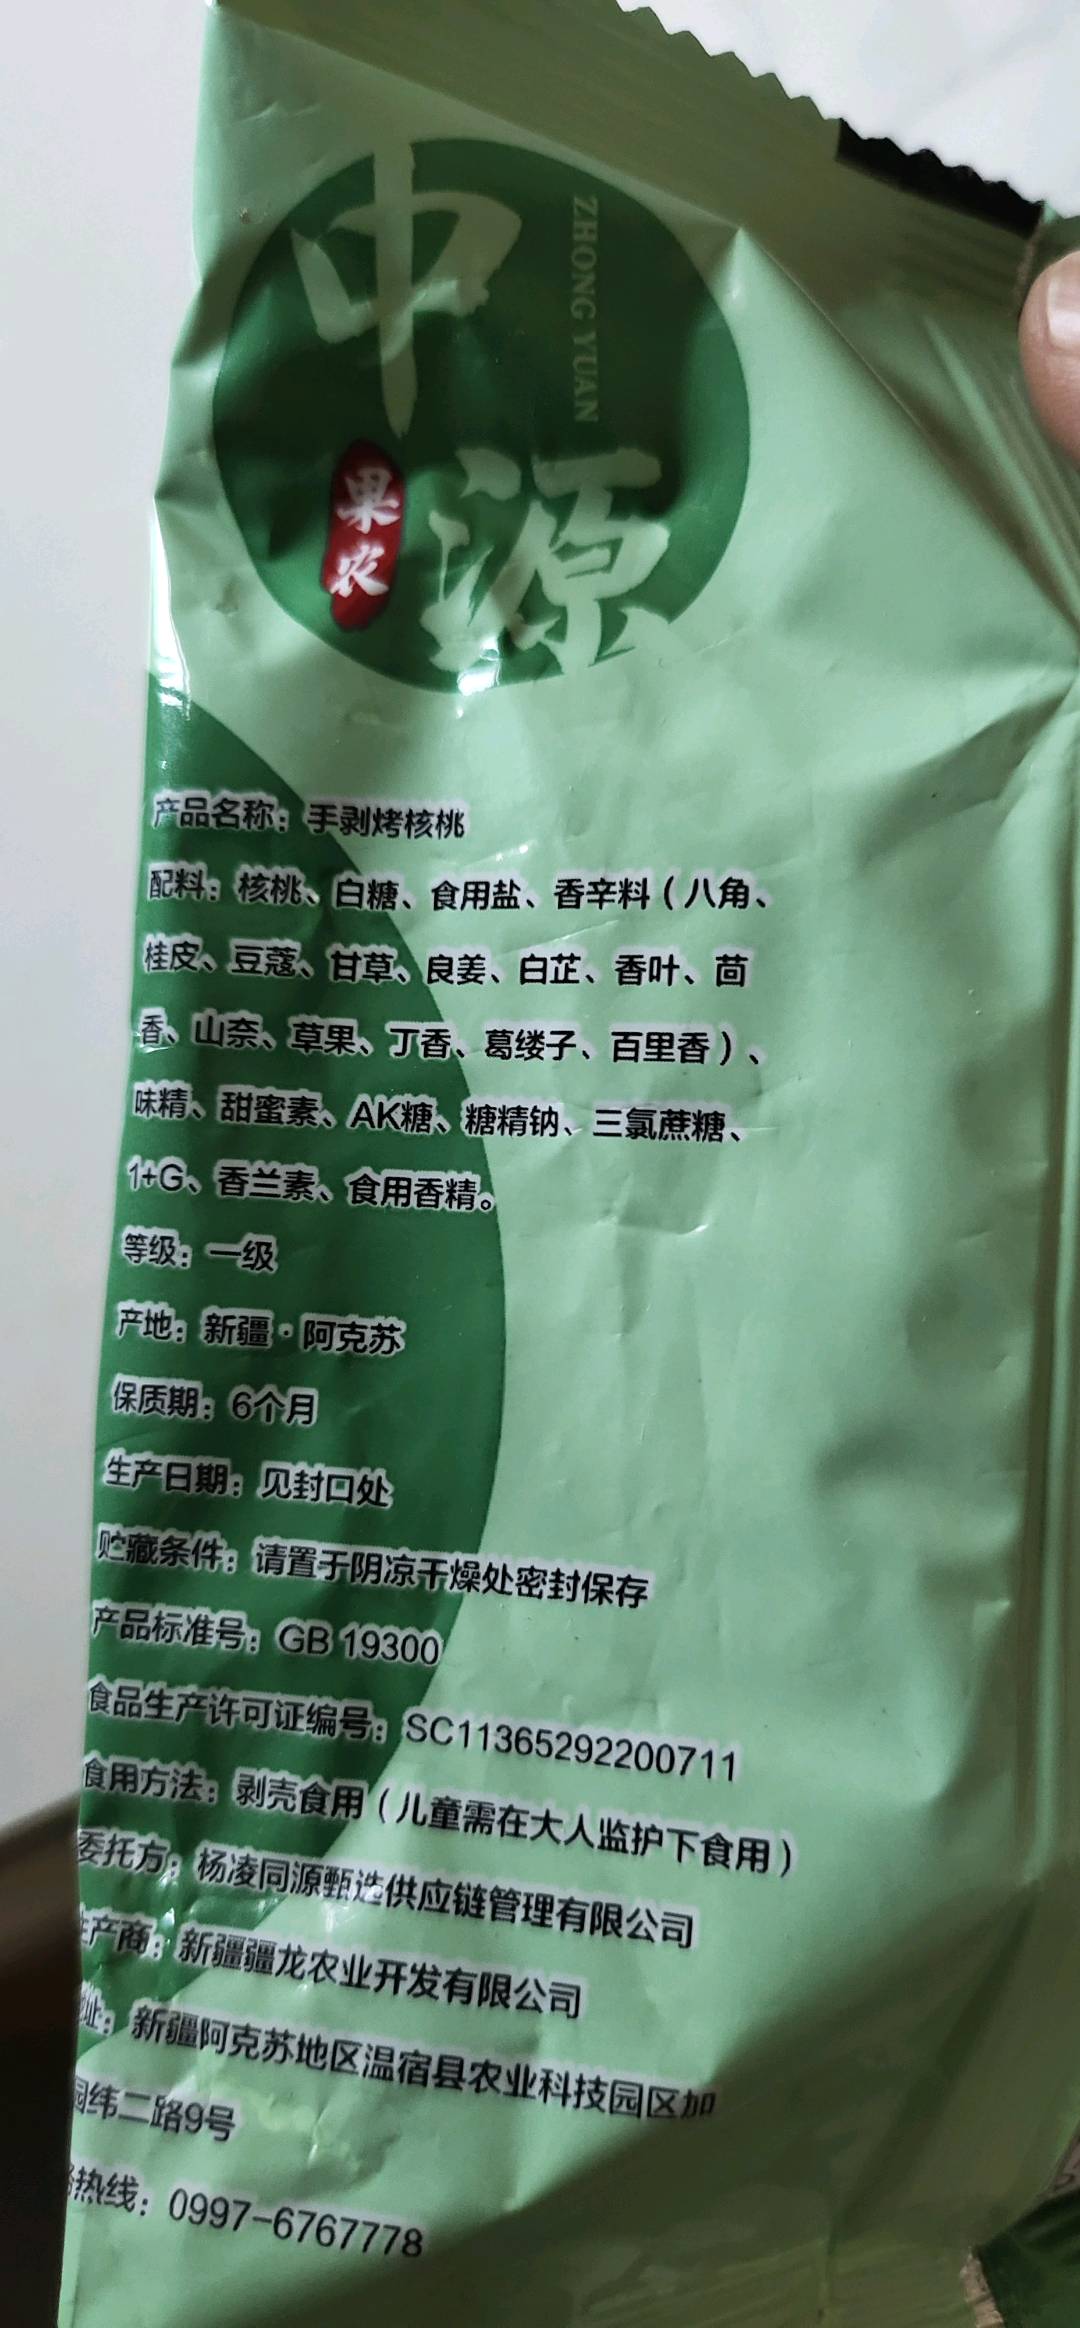 中源
ZHONG YUAN
果农
产品名称：手剥烤核桃
配料：核桃、白糖、食用盐、香辛料（八角、
桂皮、豆蔻、甘草、良姜、白芷、香叶、茴
香、山奈、草果、丁香、葛缕子、百里香）、
味精、甜蜜素、AK糖、糖精钠、三氯蔗糖、
1+G、香兰素、食用香精。
等级：一级
产地：新疆·阿克苏
保质期：6个月
生产日期：见封口处
贮藏条件：请置于阴凉干燥处密封保存
产品标准号：GB 19300
食品生产许可证编号：SC11365292200711
食用方法：剥壳食用（儿童需在大人监护下食用）
委托方：杨凌同源甄选供应链管理有限公司
生产商：新疆疆龙农业开发有限公司
址：新疆阿克苏地区温宿县农业科技园区加
园纬二路9号
热线：0997-6767778